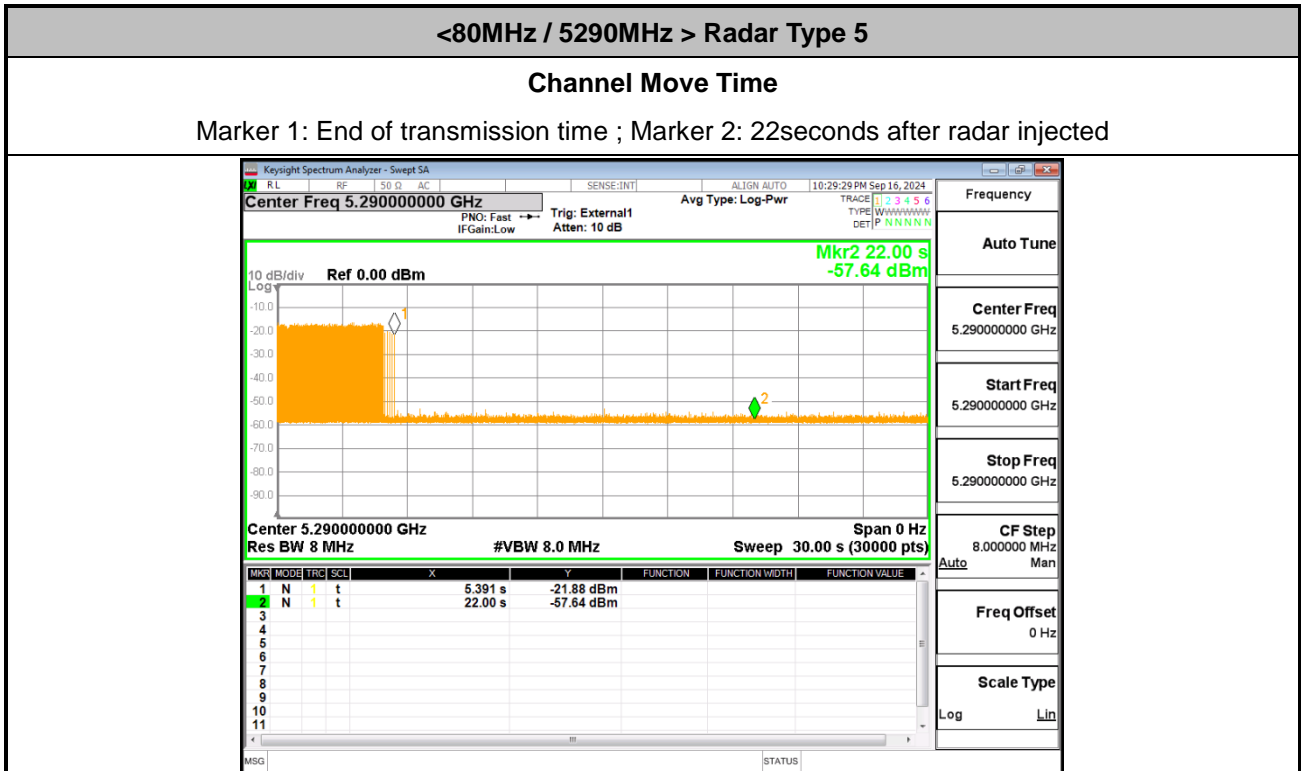 <80MHz / 5290MHz > Radar Type 5
Channel Move Time
Marker 1: End of transmission time ; Marker 2: 22seconds after radar injected
Keysight Spectrum Analyzer - Swept SA
RL RF 50 Ω AC SENSE:INT ALIGN AUTO 10:29:29 PM Sep 16, 2024
Center Freq 5.290000000 GHz
PNO: Fast
IFGain:Low
Trig: External1
Atten: 10 dB
Avg Type: Log-Pwr
TRACE 1 2 3 4 5 6
TYPE WWWWWW
DET P N N N N N
Mkr2 22.00 s
-57.64 dBm
10 dB/div Ref 0.00 dBm
Log
-10.0
-20.0
-30.0
-40.0
-50.0
-60.0
-70.0
-80.0
-90.0
1
2
Center 5.290000000 GHz Span 0 Hz
Res BW 8 MHz #VBW 8.0 MHz Sweep 30.00 s (30000 pts)
MKR MODE TRC SCL X Y FUNCTION FUNCTION WIDTH FUNCTION VALUE
1 N 1 t 5.391 s -21.88 dBm
2 N 1 t 22.00 s -57.64 dBm
3
4
5
6
7
8
9
10
11
MSG STATUS
Frequency
Auto Tune
Center Freq
5.290000000 GHz
Start Freq
5.290000000 GHz
Stop Freq
5.290000000 GHz
CF Step
8.000000 MHz
Auto Man
Freq Offset
0 Hz
Scale Type
Log Lin